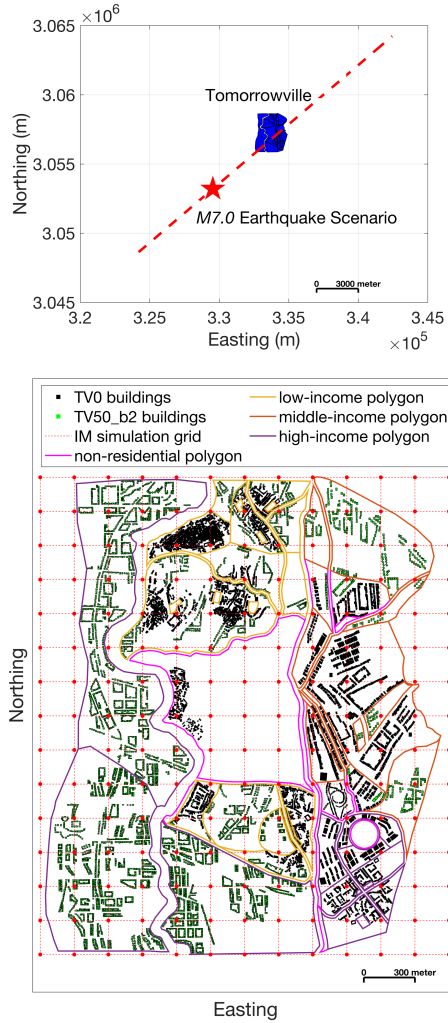 ×10⁶
3.065
3.06
3.055
3.05
3.045
Northing (m)
Tomorrowville
M7.0 Earthquake Scenario
0 3000 meter
3.25 3.3 3.35 3.4 3.45
Easting (m)
×10⁵
TV0 buildings
TV50_b2 buildings
IM simulation grid
non-residential polygon
low-income polygon
middle-income polygon
high-income polygon
Northing
0 300 meter
Easting